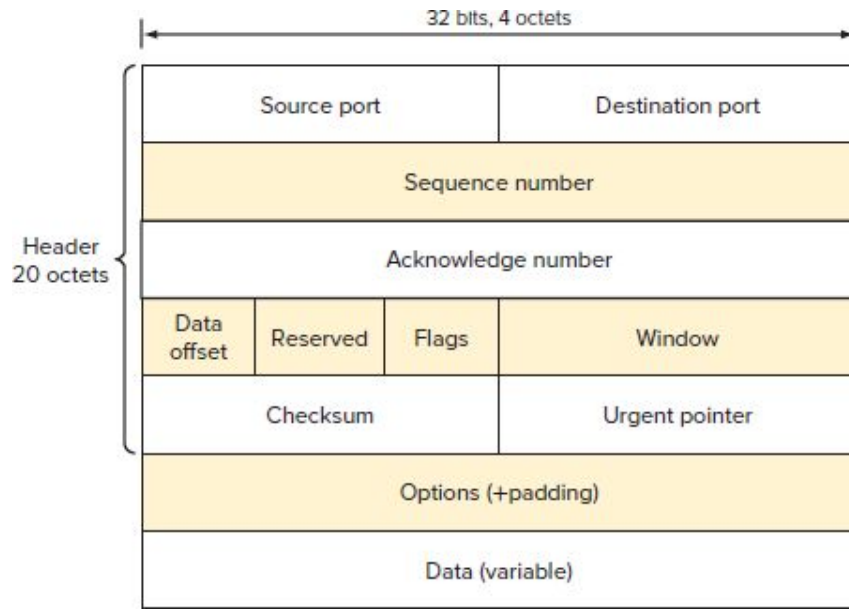 32 bits, 4 octets
Source port
Destination port
Sequence number
Header
20 octets
Acknowledge number
Data
offset
Reserved
Flags
Window
Checksum
Urgent pointer
Options (+padding)
Data (variable)